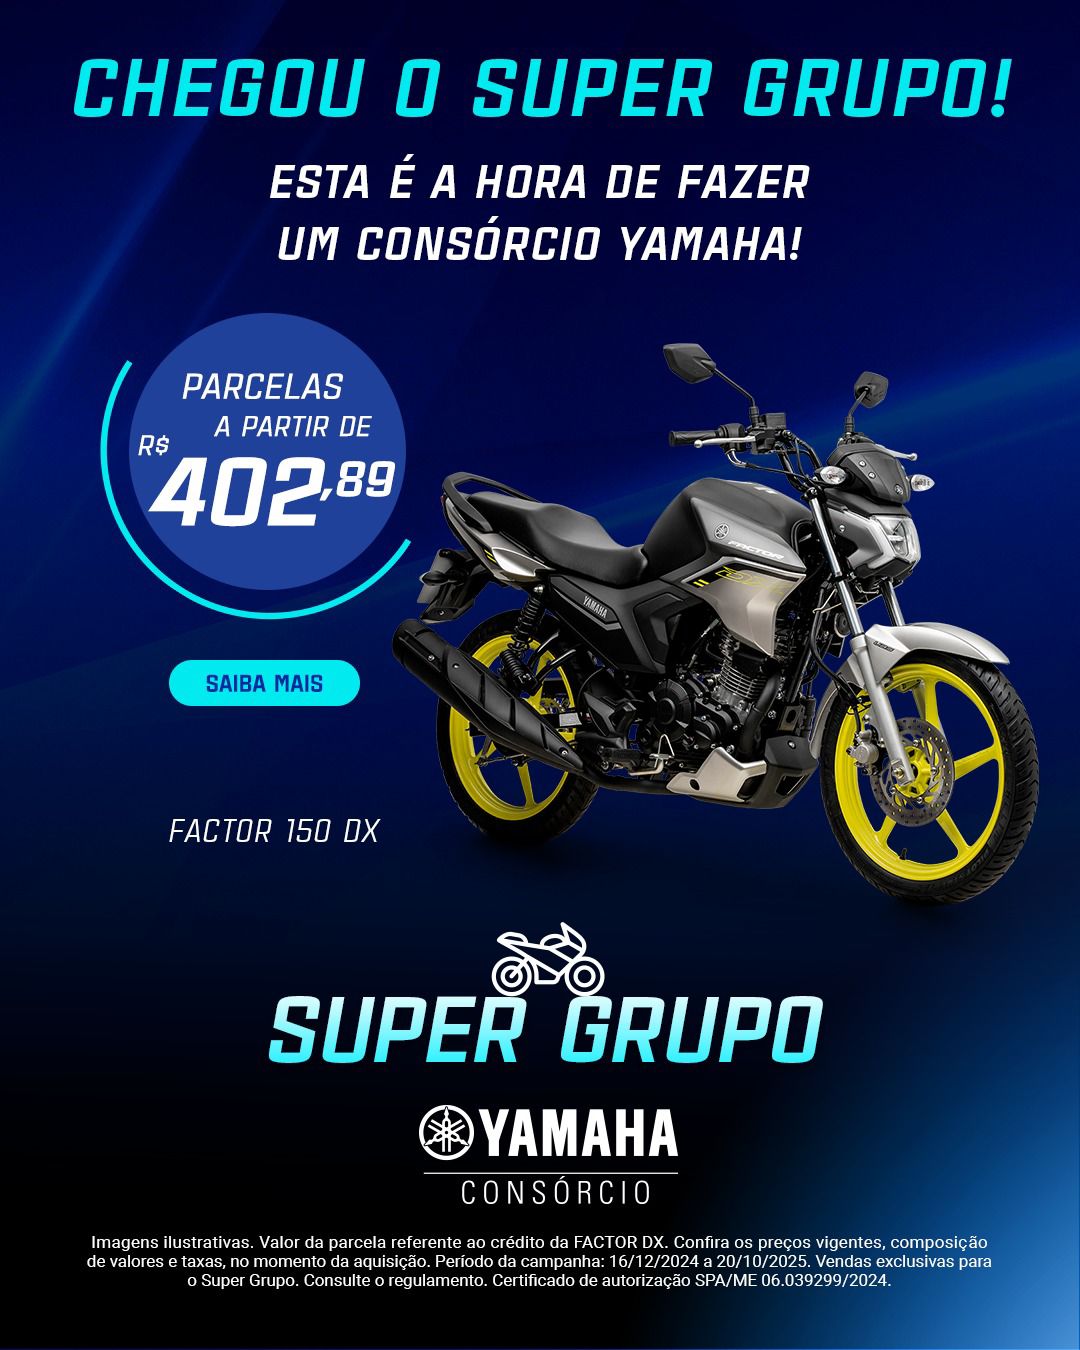 CHEGOU O SUPER GRUPO!
ESTA É A HORA DE FAZER
UM CONSÓRCIO YAMAHA!
PARCELAS
A PARTIR DE
R$ 402,89
SAIBA MAIS
FACTOR
YAMAHA
FACTOR 150 DX
SUPER GRUPO
YAMAHA
CONSÓRCIO
Imagens ilustrativas. Valor da parcela referente ao crédito da FACTOR DX. Confira os preços vigentes, composição
de valores e taxas, no momento da aquisição. Período da campanha: 16/12/2024 a 20/10/2025. Vendas exclusivas para
o Super Grupo. Consulte o regulamento. Certificado de autorização SPA/ME 06.039299/2024.